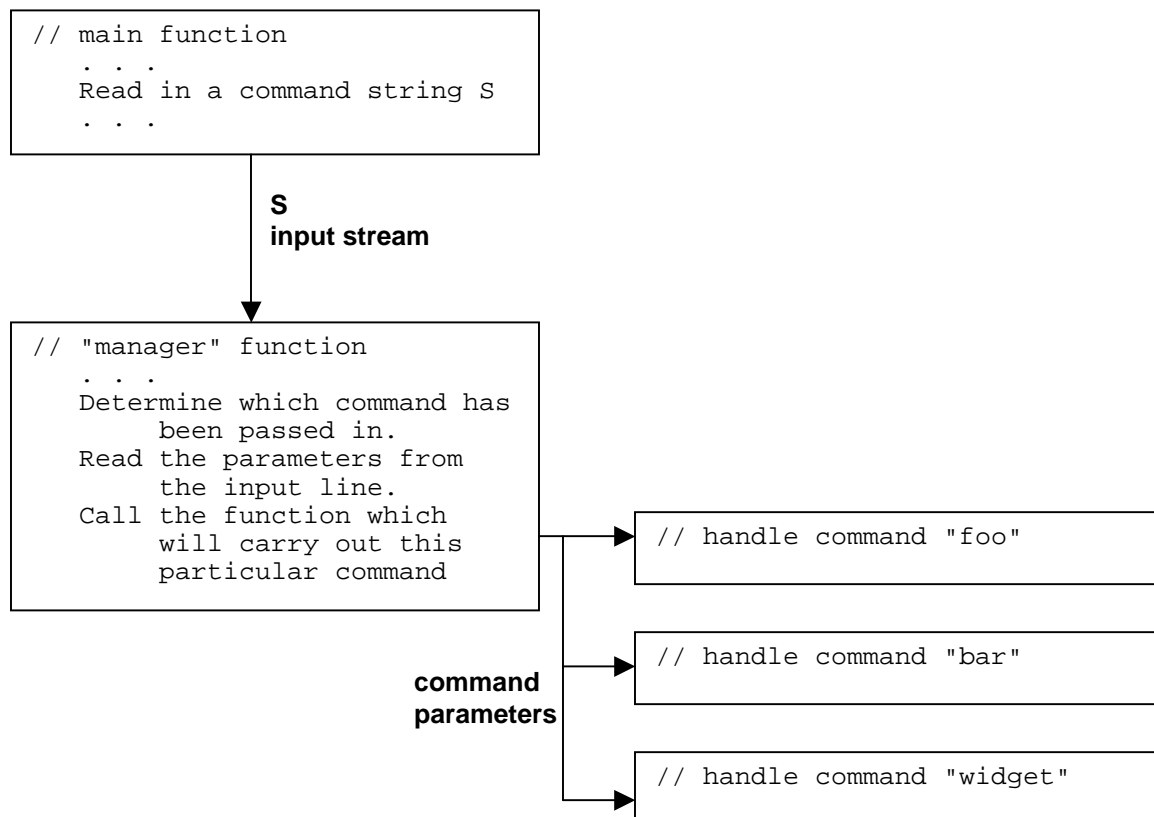 // main function
. . .
Read in a command string S
. . .
S
input stream
// "manager" function
. . .
Determine which command has
been passed in.
Read the parameters from
the input line.
Call the function which
will carry out this
particular command
// handle command "foo"
// handle command "bar"
command
parameters
// handle command "widget"